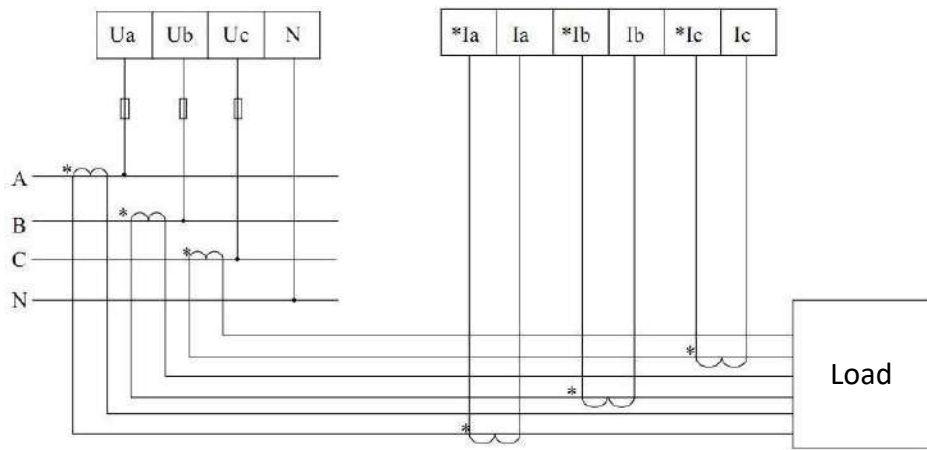 Ua Ub Uc N
*Ia Ia *Ib Ib *Ic Ic
A *
B *
C *
N
*
Load
*
*